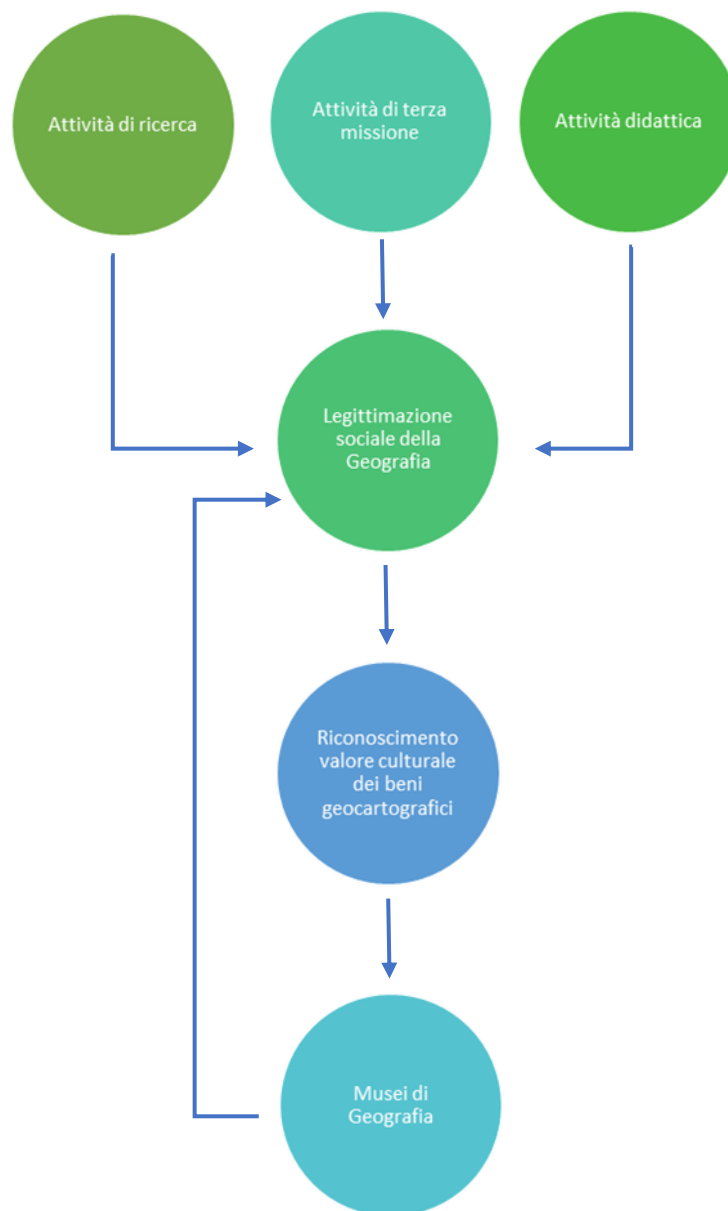 Attività di ricerca
Attività di terza
missione
Attività didattica
Legittimazione
sociale della
Geografia
Riconoscimento
valore culturale
dei beni
geocartografici
Musei di
Geografia